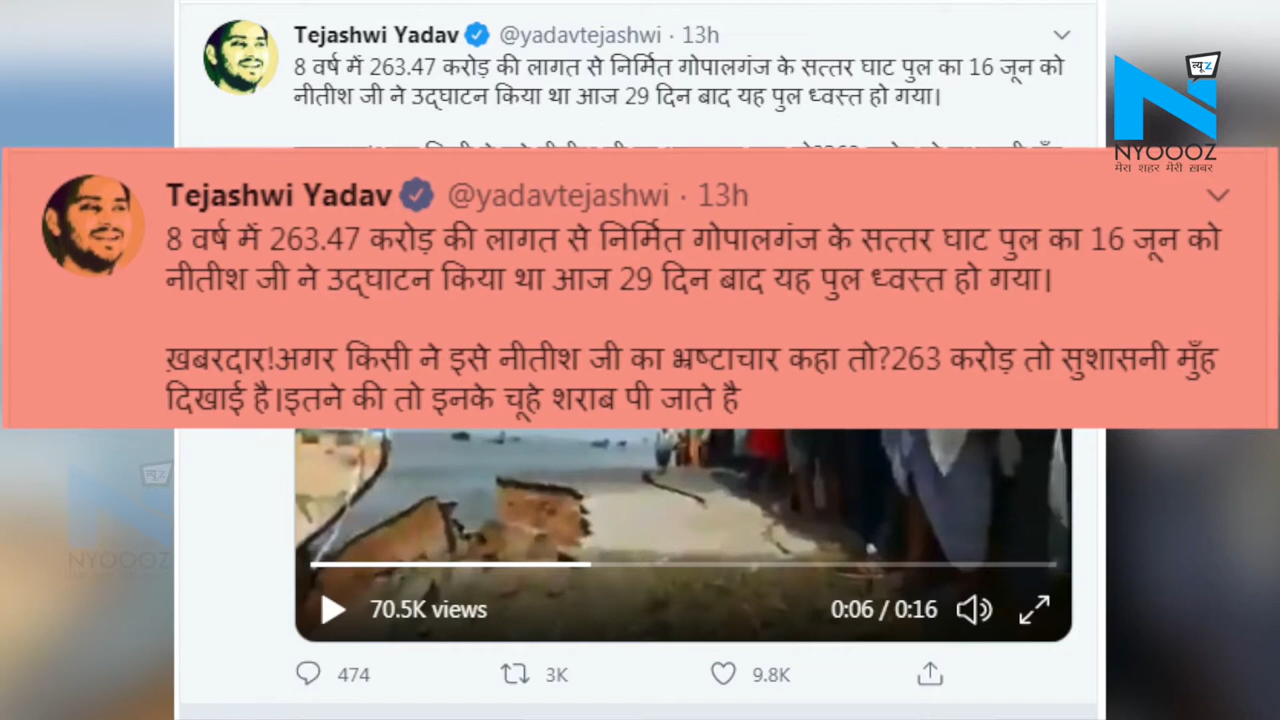 Tejashwi Yadav @yadavtejashwi · 13h
8 वर्ष में 263.47 करोड़ की लागत से निर्मित गोपालगंज के सत्तर घाट पुल का 16 जून को
नीतीश जी ने उद्घाटन किया था आज 29 दिन बाद यह पुल ध्वस्त हो गया।
न्यूz
NYOOOZ
मेरा शहर मेरी ख़बर
Tejashwi Yadav @yadavtejashwi · 13h
8 वर्ष में 263.47 करोड़ की लागत से निर्मित गोपालगंज के सत्तर घाट पुल का 16 जून को
नीतीश जी ने उद्घाटन किया था आज 29 दिन बाद यह पुल ध्वस्त हो गया।
ख़बरदार!अगर किसी ने इसे नीतीश जी का भ्रष्टाचार कहा तो?263 करोड़ तो सुशासनी मुँह
दिखाई है।इतने की तो इनके चूहे शराब पी जाते है
न्यूz
NYOOOZ
70.5K views
0:06 / 0:16
474
3K
9.8K